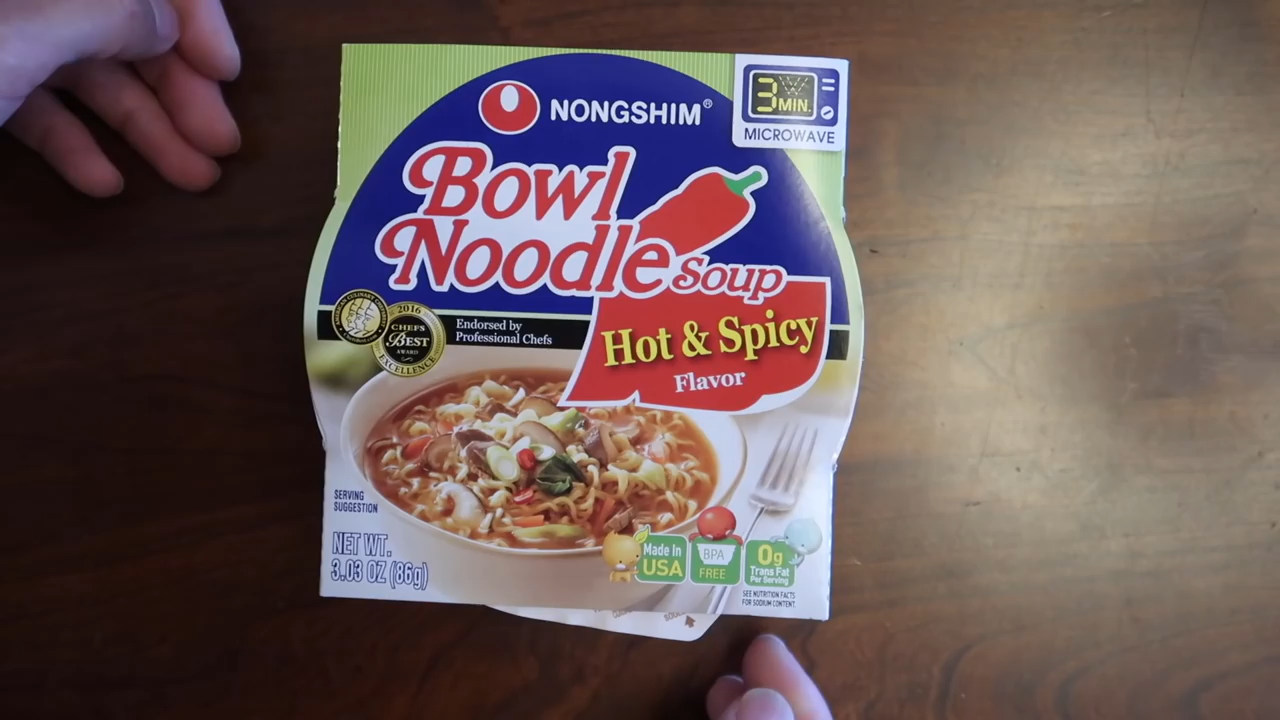 NONGSHIM®
3 MIN.
MICROWAVE
Bowl
Noodle Soup
Hot & Spicy
Flavor
2016
CHEFS
Best
AWARD
EXCELLENCE
Endorsed by
Professional Chefs
SERVING
SUGGESTION
NET WT.
3.03 OZ (86g)
Made In
USA
BPA
FREE
0g
Trans Fat
Per Serving
SEE NUTRITION FACTS
FOR SODIUM CONTENT.